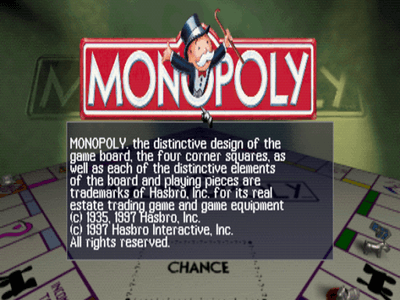 MONOPOLY
MONOPOLY, the distinctive design of the
game board, the four corner squares, as
well as each of the distinctive elements
of the board and playing pieces are
trademarks of Hasbro, Inc. for its real
estate trading game and game equipment
(c) 1935, 1997 Hasbro, Inc.
(c) 1997 Hasbro Interactive, Inc.
All rights reserved.
CHANCE